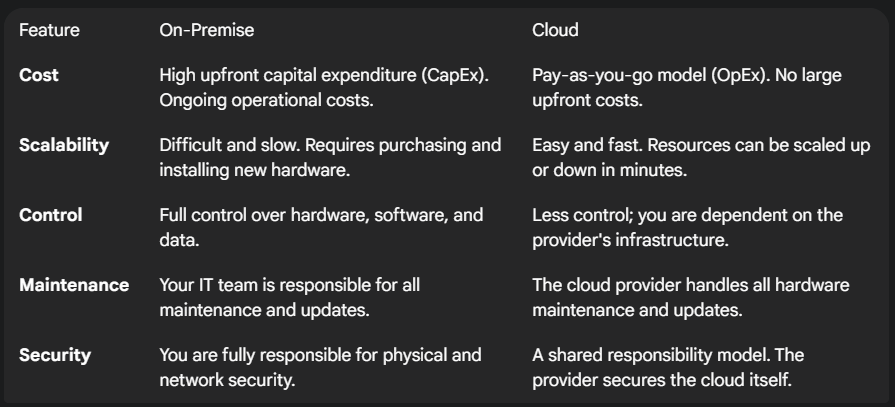 Feature On-Premise Cloud
Cost High upfront capital expenditure (CapEx). Pay-as-you-go model (OpEx). No large
Ongoing operational costs. upfront costs.
Scalability Difficult and slow. Requires purchasing and Easy and fast. Resources can be scaled up
installing new hardware. or down in minutes.
Control Full control over hardware, software, and Less control; you are dependent on the
data. provider's infrastructure.
Maintenance Your IT team is responsible for all The cloud provider handles all hardware
maintenance and updates. maintenance and updates.
Security You are fully responsible for physical and A shared responsibility model. The
network security. provider secures the cloud itself.